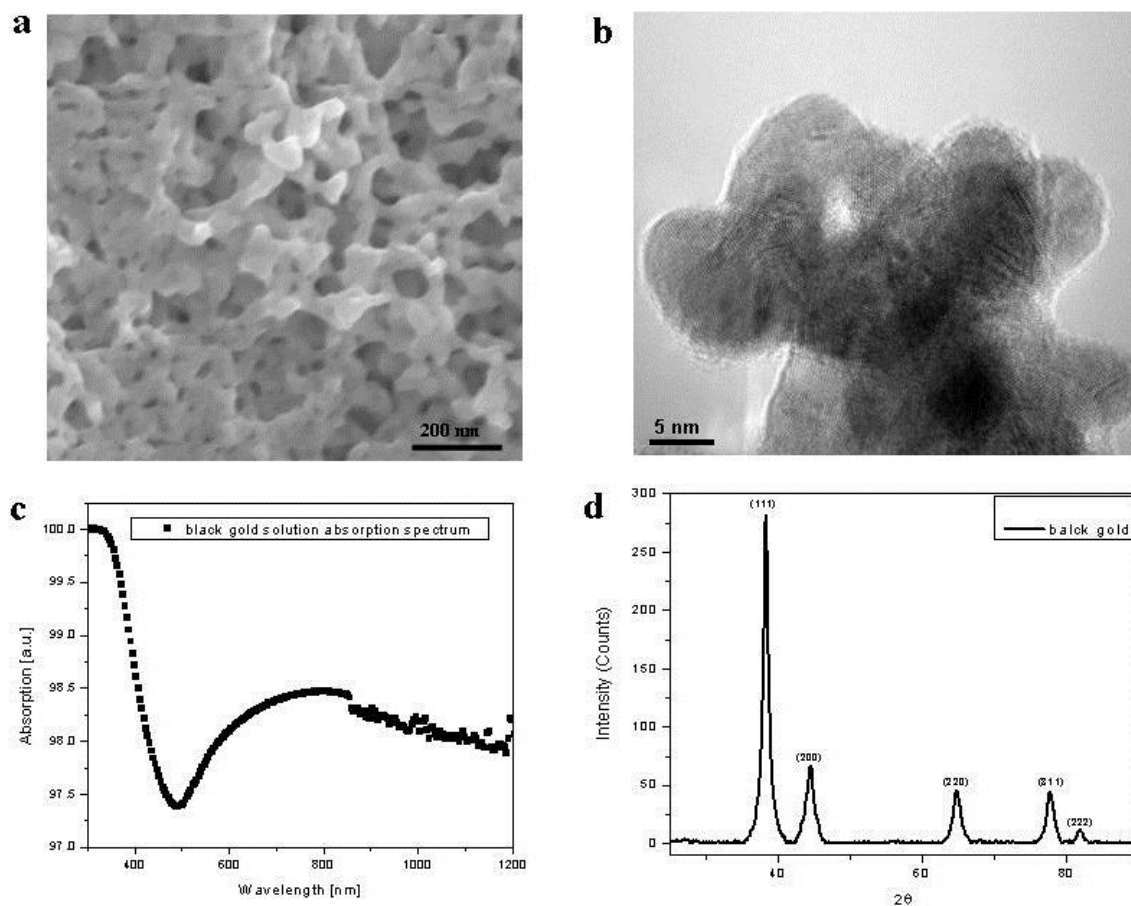 a
b
200 nm
5 nm
c
black gold solution absorption spectrum
100.0
99.5
99.0
98.5
98.0
97.5
97.0
Absorption [a.u.]
400
600
800
1000
1200
Wavelength [nm]
d
balck gold
300
250
200
150
100
50
0
Intensity (Counts)
(111)
(200)
(220)
(311)
(222)
40
60
80
2θ